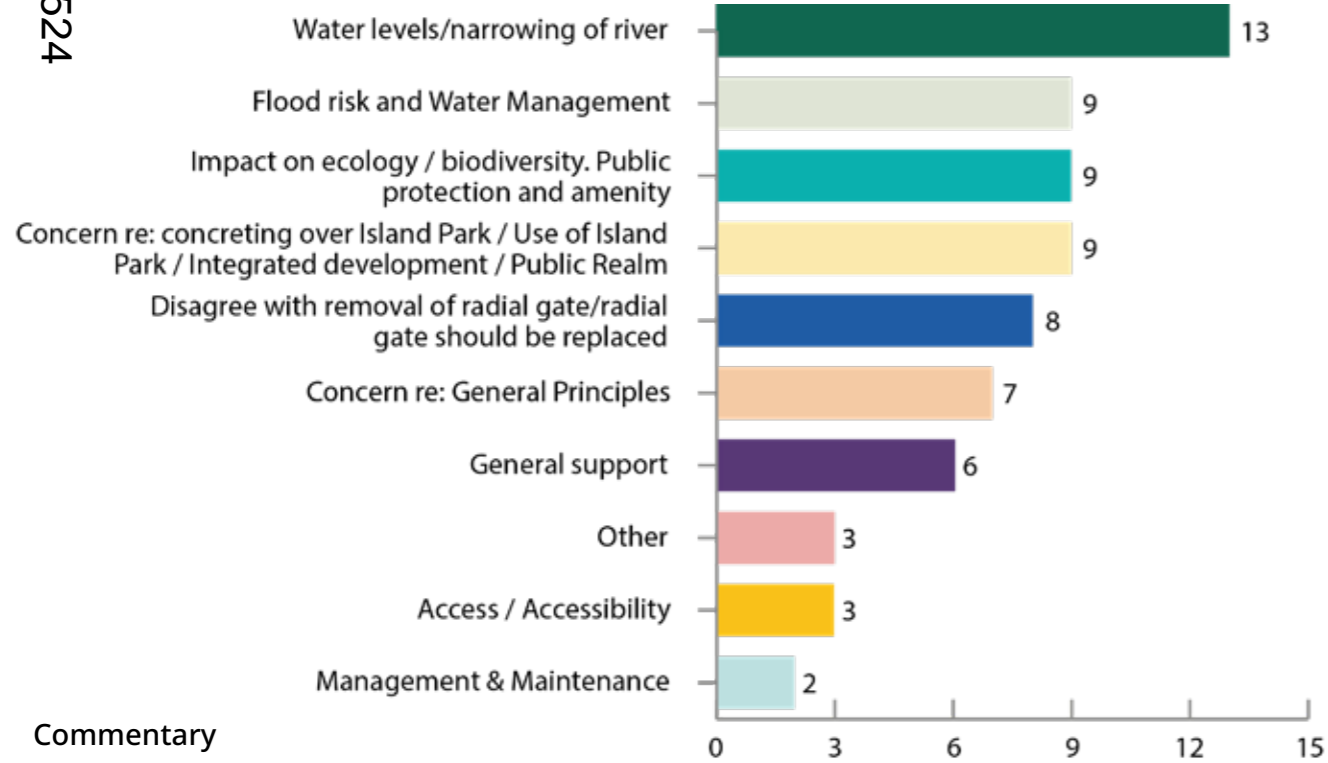 524
Water levels/narrowing of river 13
Flood risk and Water Management 9
Impact on ecology / biodiversity. Public
protection and amenity 9
Concern re: concreting over Island Park / Use of Island
Park / Integrated development / Public Realm 9
Disagree with removal of radial gate/radial
gate should be replaced 8
Concern re: General Principles 7
General support 6
Other 3
Access / Accessibility 3
Management & Maintenance 2
0 3 6 9 12 15
Commentary